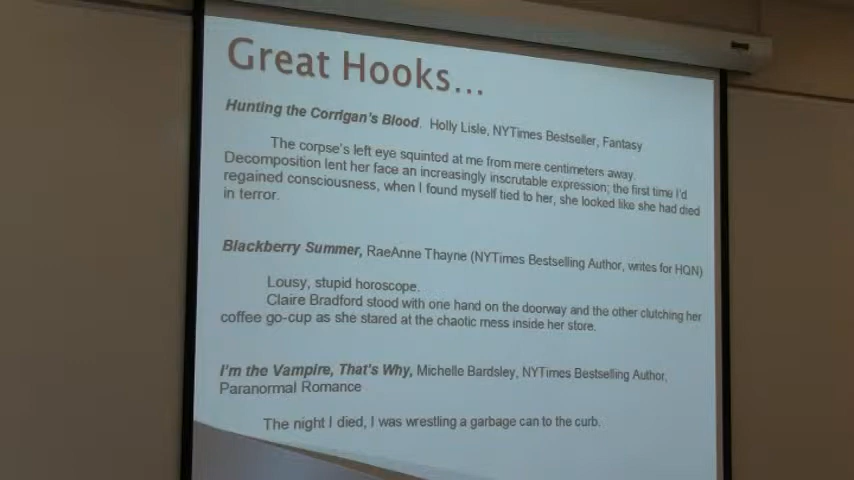 Great Hooks...
Hunting the Corrigan's Blood. Holly Lisle, NYTimes Bestseller, Fantasy
The corpse's left eye squinted at me from mere centimeters away.
Decomposition lent her face an increasingly inscrutable expression; the first time I'd
regained consciousness, when I found myself tied to her, she looked like she had died
in terror.
Blackberry Summer, RaeAnne Thayne (NYTimes Bestselling Author, writes for HQN)
Lousy, stupid horoscope.
Claire Bradford stood with one hand on the doorway and the other clutching her
coffee go-cup as she stared at the chaotic mess inside her store.
I'm the Vampire, That's Why, Michelle Bardsley, NYTimes Bestselling Author,
Paranormal Romance
The night I died, I was wrestling a garbage can to the curb.